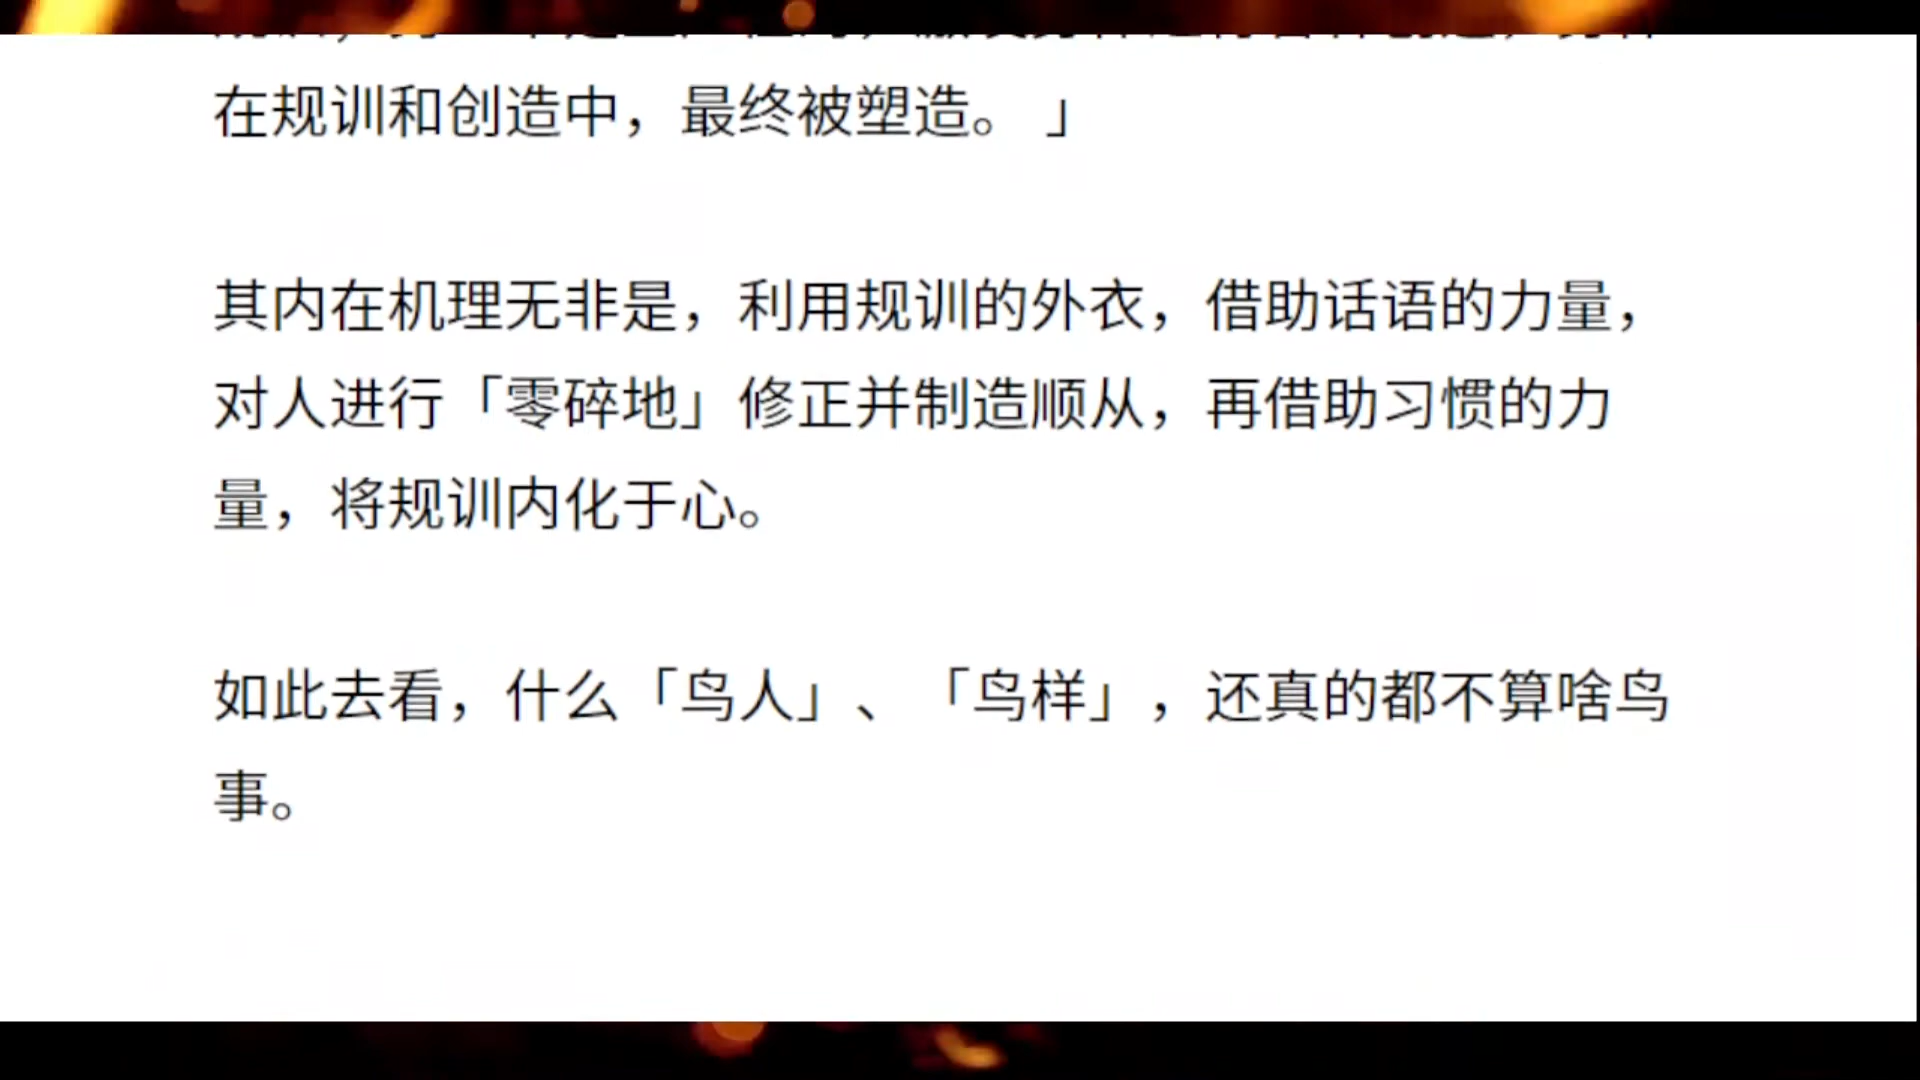 在规训和创造中，最终被塑造。」
其内在机理无非是，利用规训的外衣，借助话语的力量，
对人进行「零碎地」修正并制造顺从，再借助习惯的力
量，将规训内化于心。
如此去看，什么「鸟人」、「鸟样」，还真的都不算啥鸟
事。